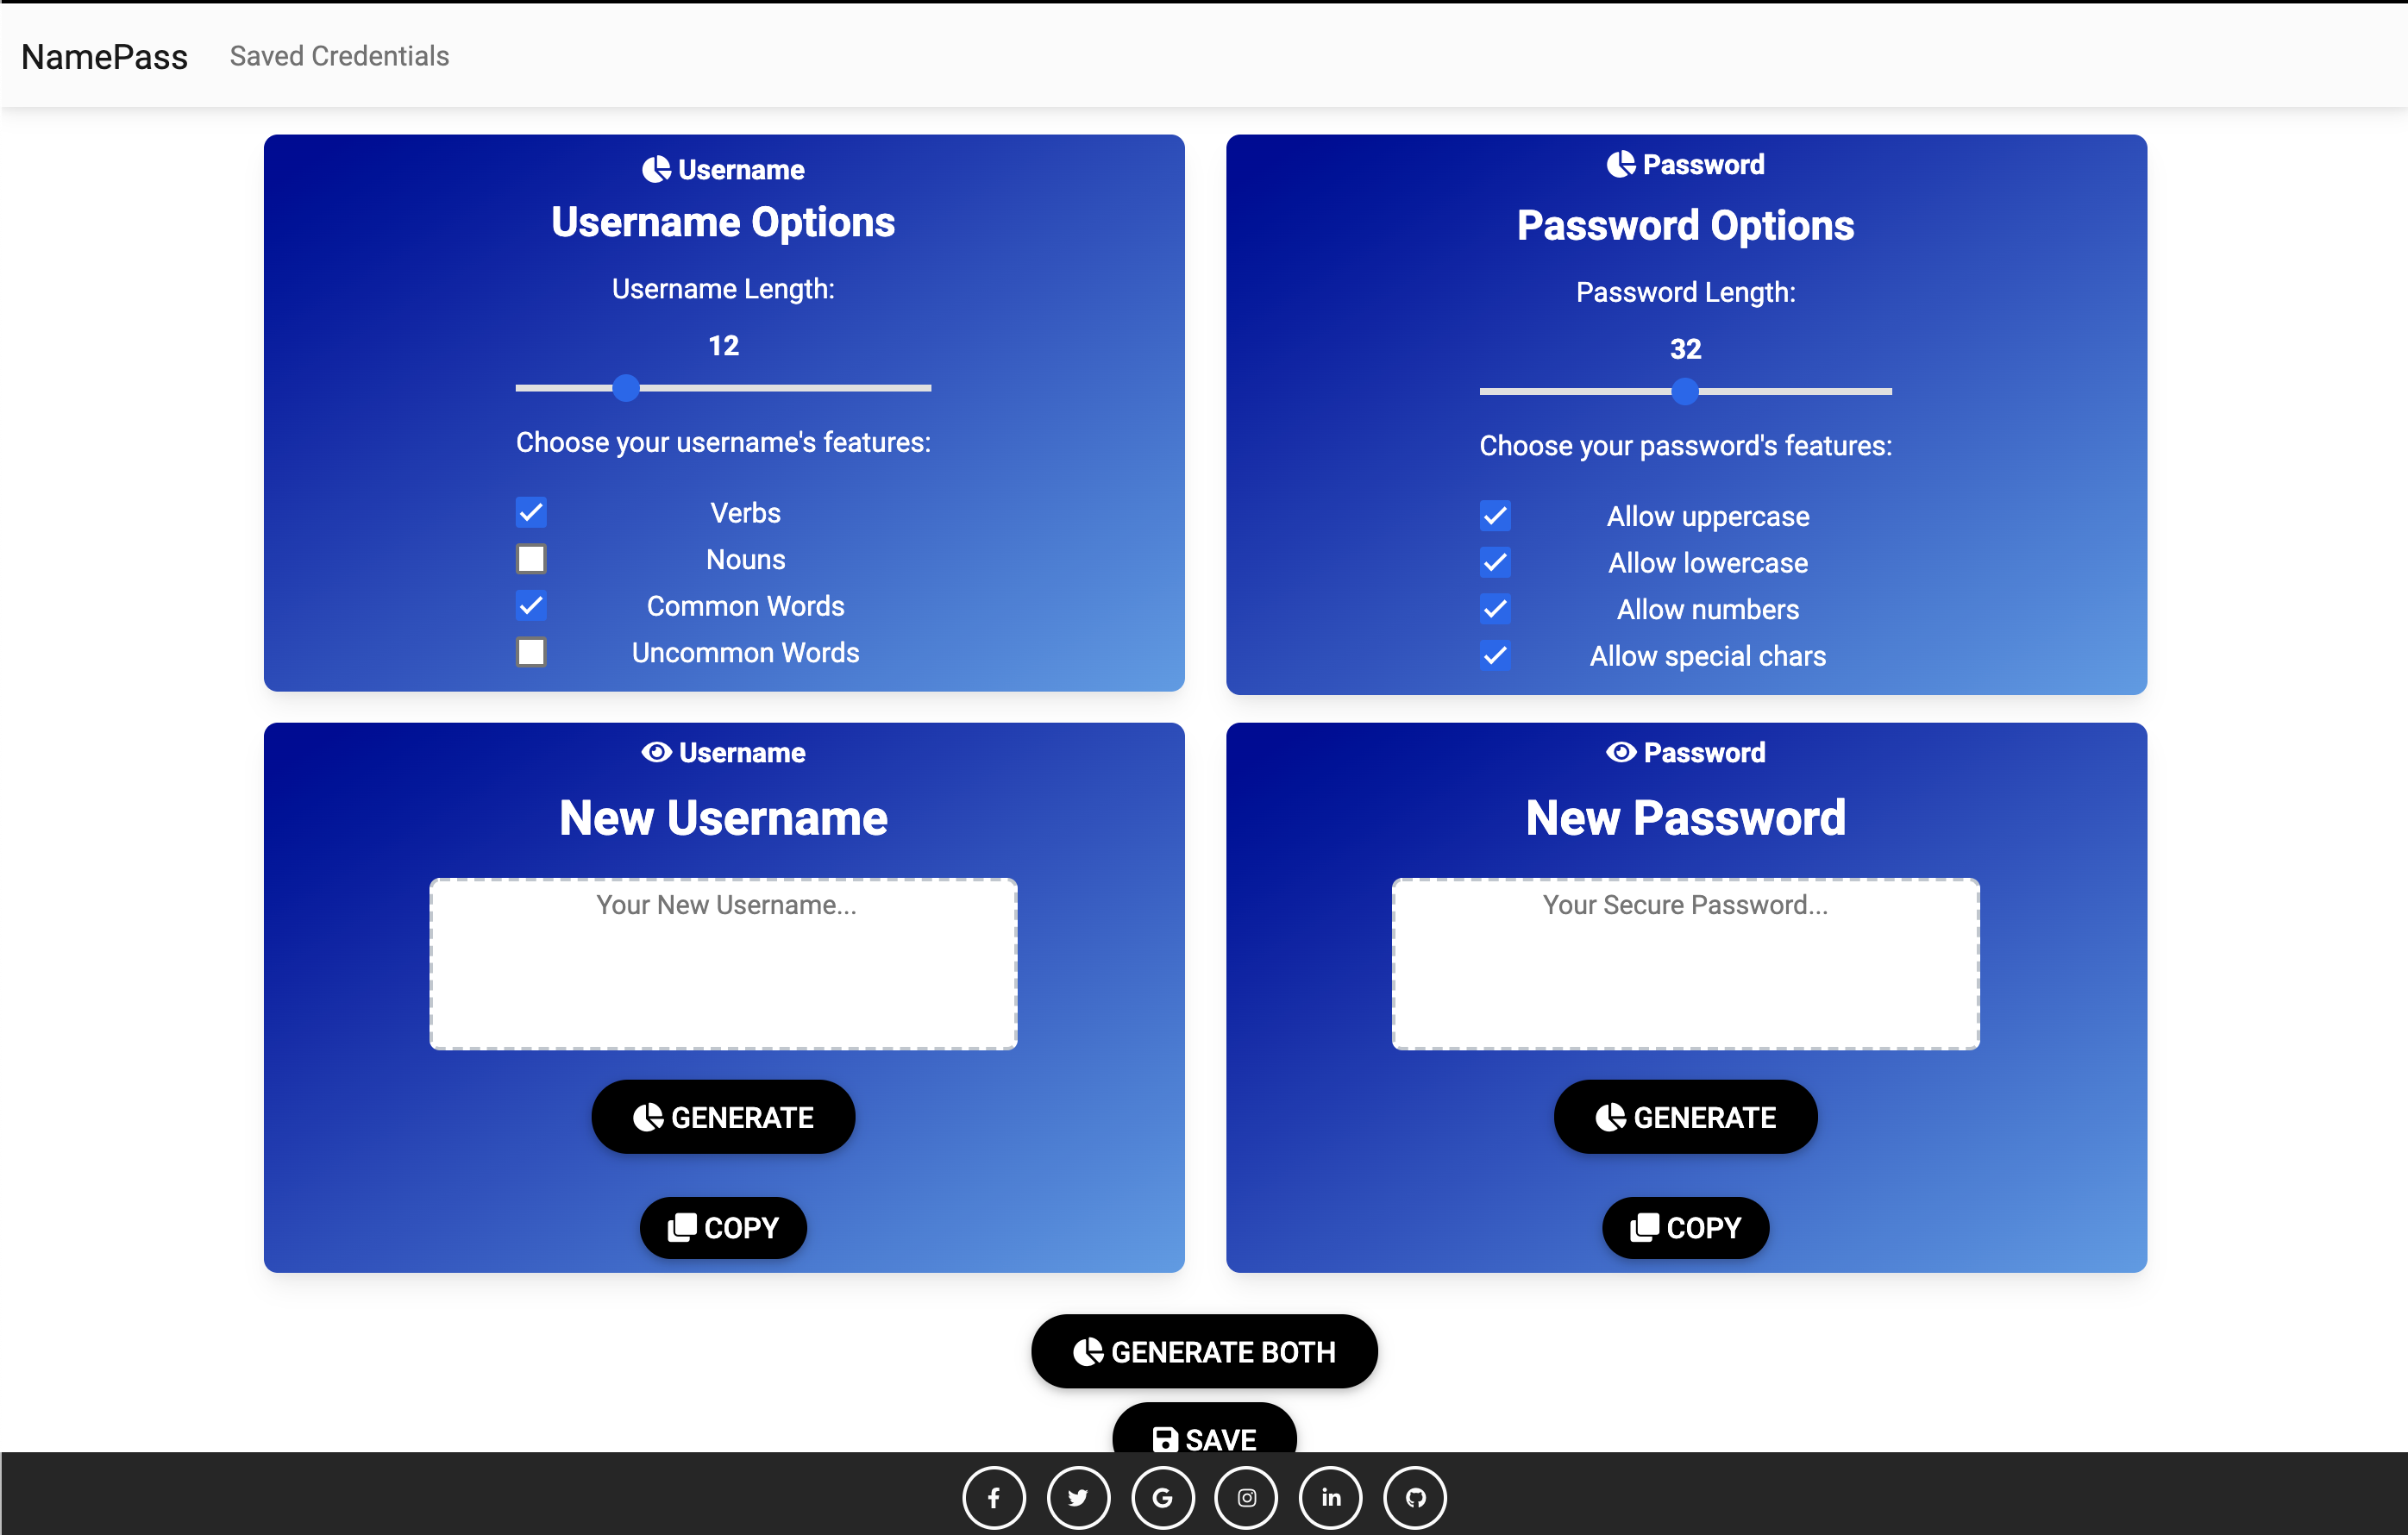 NamePass
Saved Credentials
Username
Username Options
Username Length:
12
Choose your username's features:
Verbs
Nouns
Common Words
Uncommon Words
Password
Password Options
Password Length:
32
Choose your password's features:
Allow uppercase
Allow lowercase
Allow numbers
Allow special chars
Username
New Username
Your New Username...
GENERATE
COPY
Password
New Password
Your Secure Password...
GENERATE
COPY
GENERATE BOTH
SAVE